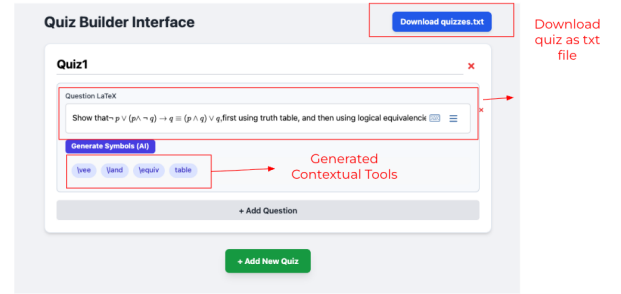 Quiz Builder Interface
Download quizzes.txt
Download
quiz as txt
file
Quiz1
Question LaTeX
Show that¬ p ∨ (p∧ ¬ q) → q ≡ (p ∧ q) ∨ q,first using truth table, and then using logical equivalencie
Generate Symbols (AI)
\vee
\land
\equiv
table
Generated
Contextual Tools
+ Add Question
+ Add New Quiz